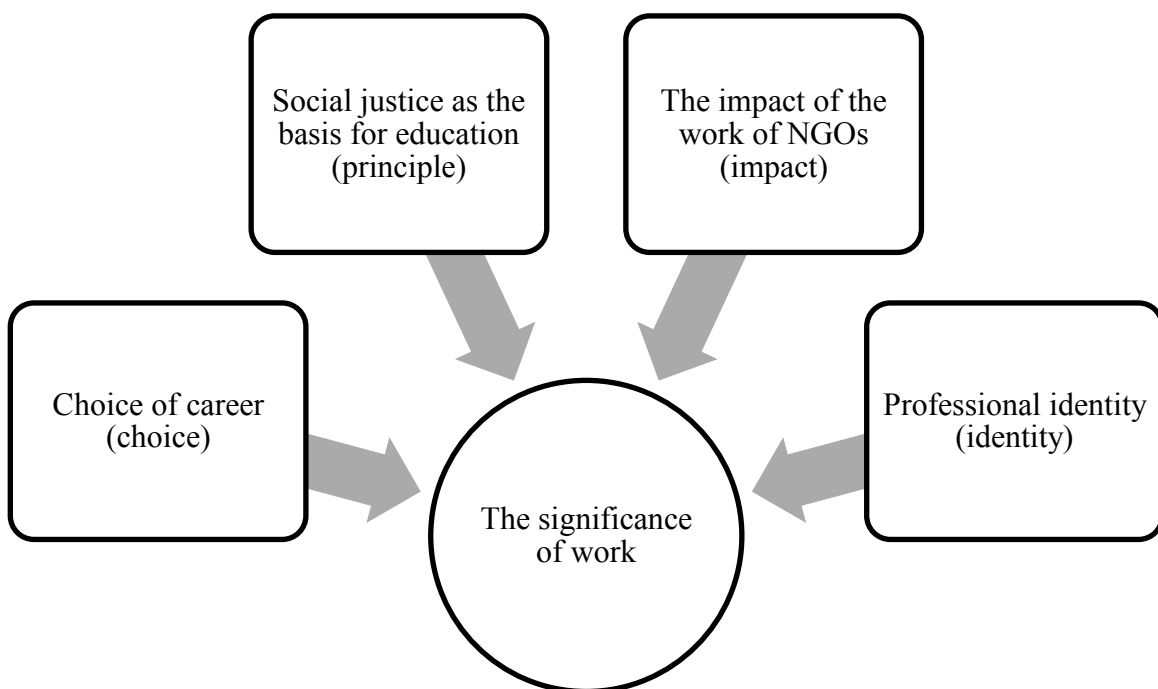 Social justice as the
basis for education
(principle)
The impact of the
work of NGOs
(impact)
Choice of career
(choice)
Professional identity
(identity)
The significance
of work